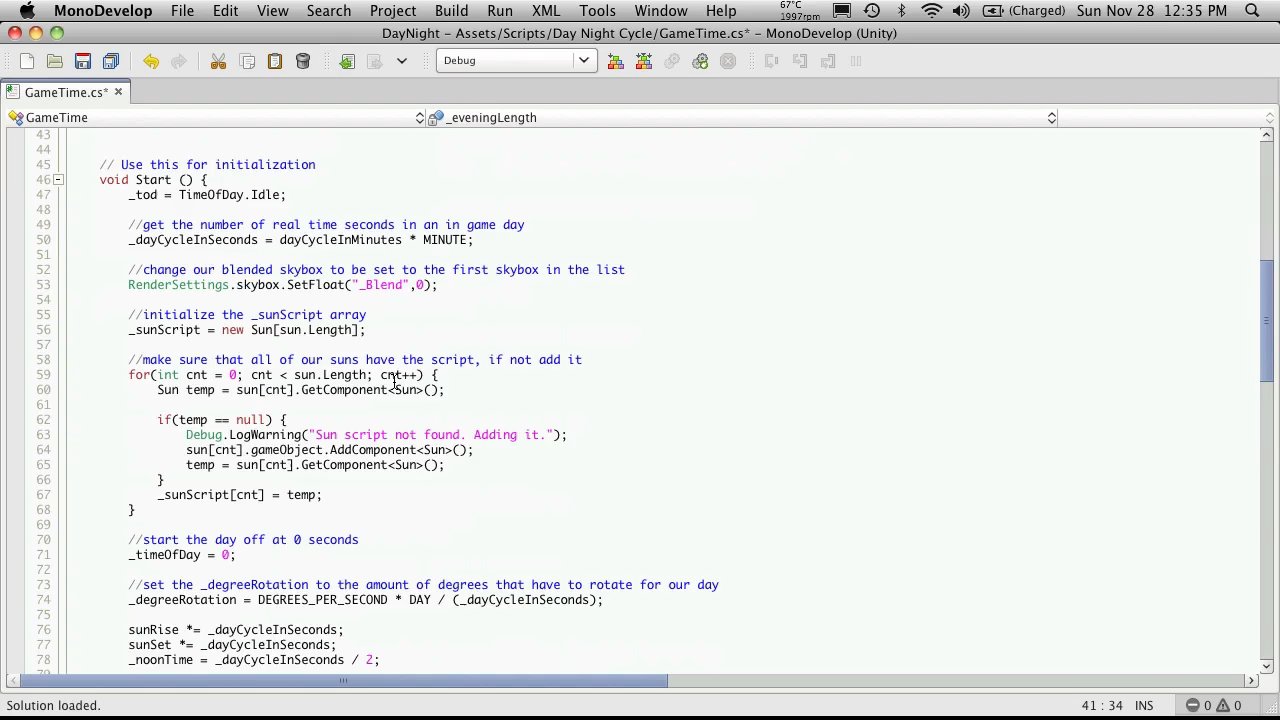 MonoDevelop File Edit View Search Project Build Run XML Tools Window Help 67°C 1997rpm (Charged) Sun Nov 28 12:35 PM
DayNight - Assets/Scripts/Day Night Cycle/GameTime.cs* - MonoDevelop (Unity)
Debug
GameTime.cs*
GameTime _eveningLength
43
44
45 // Use this for initialization
46 void Start () {
47 _tod = TimeOfDay.Idle;
48
49 //get the number of real time seconds in an in game day
50 _dayCycleInSeconds = dayCycleInMinutes * MINUTE;
51
52 //change our blended skybox to be set to the first skybox in the list
53 RenderSettings.skybox.SetFloat("_Blend",0);
54
55 //initialize the _sunScript array
56 _sunScript = new Sun[sun.Length];
57
58 //make sure that all of our suns have the script, if not add it
59 for(int cnt = 0; cnt < sun.Length; cnt++) {
60 Sun temp = sun[cnt].GetComponent<Sun>();
61
62 if(temp == null) {
63 Debug.LogWarning("Sun script not found. Adding it.");
64 sun[cnt].gameObject.AddComponent<Sun>();
65 temp = sun[cnt].GetComponent<Sun>();
66 }
67 _sunScript[cnt] = temp;
68 }
69
70 //start the day off at 0 seconds
71 _timeOfDay = 0;
72
73 //set the _degreeRotation to the amount of degrees that have to rotate for our day
74 _degreeRotation = DEGREES_PER_SECOND * DAY / (_dayCycleInSeconds);
75
76 sunRise *= _dayCycleInSeconds;
77 sunSet *= _dayCycleInSeconds;
78 _noonTime = _dayCycleInSeconds / 2;
Solution loaded. 41 : 34 INS 0 0